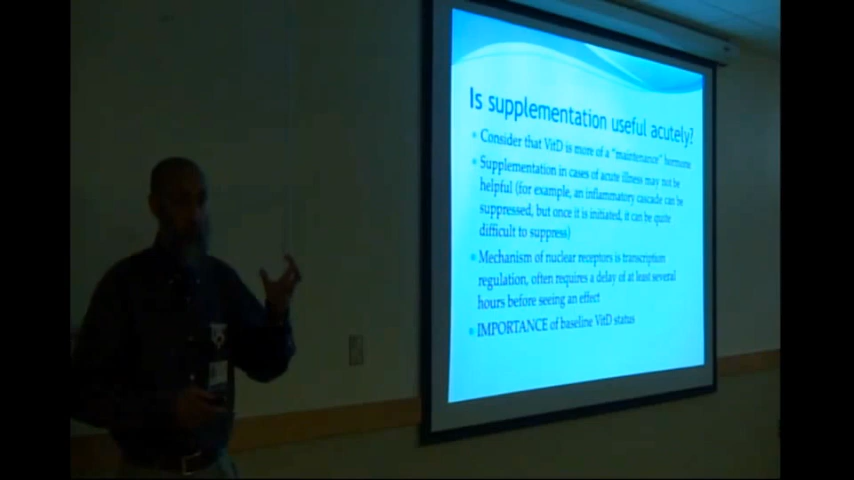 Is supplementation useful acutely?
Consider that VitD is more of a "maintenance" hormone
Supplementation in cases of acute illness may not be
helpful (for example, an inflammatory cascade can be
suppressed, but once it is initiated, it can be quite
difficult to suppress)
Mechanism of nuclear receptors is transcription
regulation, often requires a delay of at least several
hours before seeing an effect
IMPORTANCE of baseline VitD status